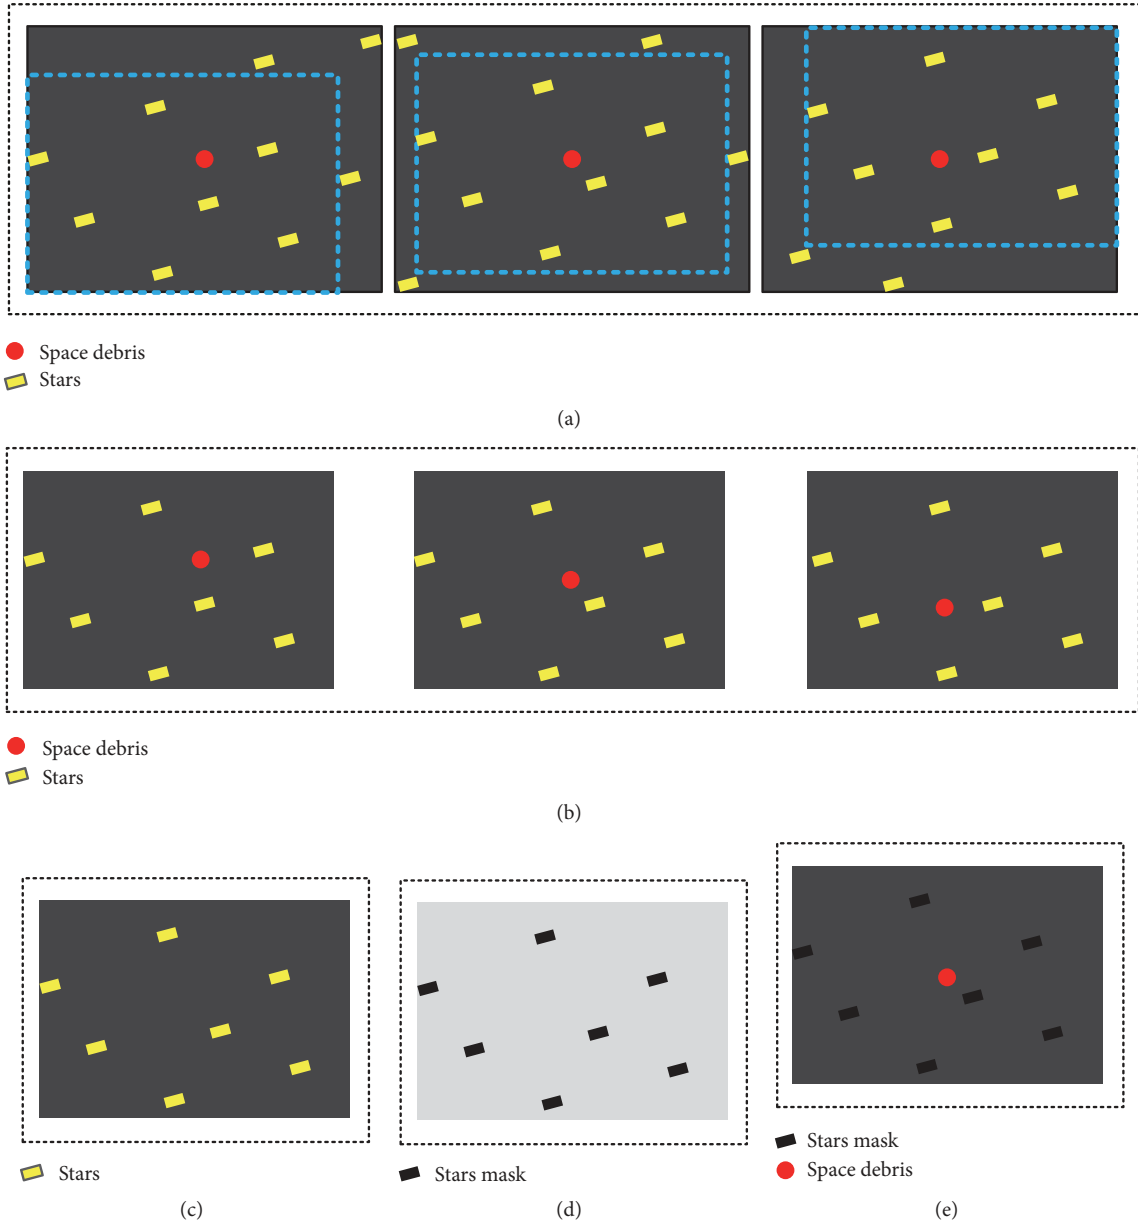 Space debris
Stars
(a)
Space debris
Stars
(b)
Stars
(c)
Stars mask
(d)
Stars mask
Space debris
(e)